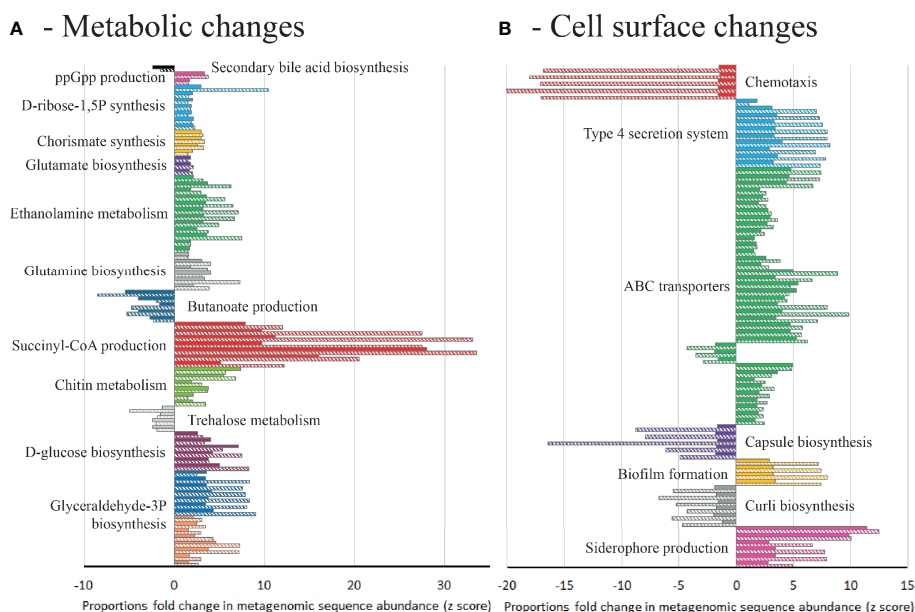 A - Metabolic changes
Secondary bile acid biosynthesis
ppGpp production
D-ribose-1,5P synthesis
Chorismate synthesis
Glutamate biosynthesis
Ethanolamine metabolism
Glutamine biosynthesis
Butanoate production
Succinyl-CoA production
Chitin metabolism
Trehalose metabolism
D-glucose biosynthesis
Glyceraldehyde-3P
biosynthesis
-10 0 10 20 30
Proportions fold change in metagenomic sequence abundance (z score)
B - Cell surface changes
Chemotaxis
Type 4 secretion system
ABC transporters
Capsule biosynthesis
Biofilm formation
Curli biosynthesis
Siderophore production
-20 -15 -10 -5 0 5 10 15
Proportions fold change in metagenomic sequence abundance (z score)